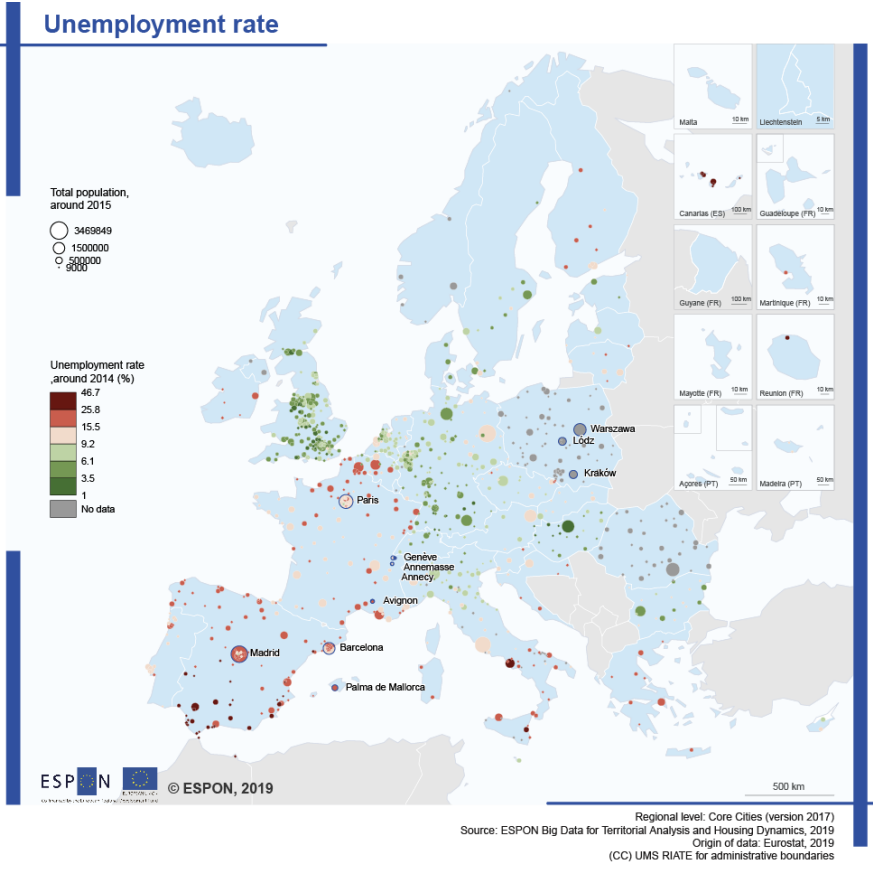 Unemployment rate
Total population,
around 2015
3469849
1500000
500000
9000
Unemployment rate
,around 2014 (%)
46.7
25.8
15.5
9.2
6.1
3.5
1
No data
Malta
10 km
Liechtenstein
5 km
Canarias (ES)
100 km
Guadeloupe (FR)
10 km
Guyane (FR)
100 km
Martinique (FR)
10 km
Mayotte (FR)
10 km
Reunion (FR)
10 km
Açores (PT)
50 km
Madeira (PT)
50 km
Warszawa
Łódz
Kraków
Paris
Genève
Annemasse
Annecy
Avignon
Barcelona
Madrid
Palma de Mallorca
ESPON
© ESPON, 2019
500 km
Regional level: Core Cities (version 2017)
Source: ESPON Big Data for Territorial Analysis and Housing Dynamics, 2019
Origin of data: Eurostat, 2019
(CC) UMS RIATE for administrative boundaries